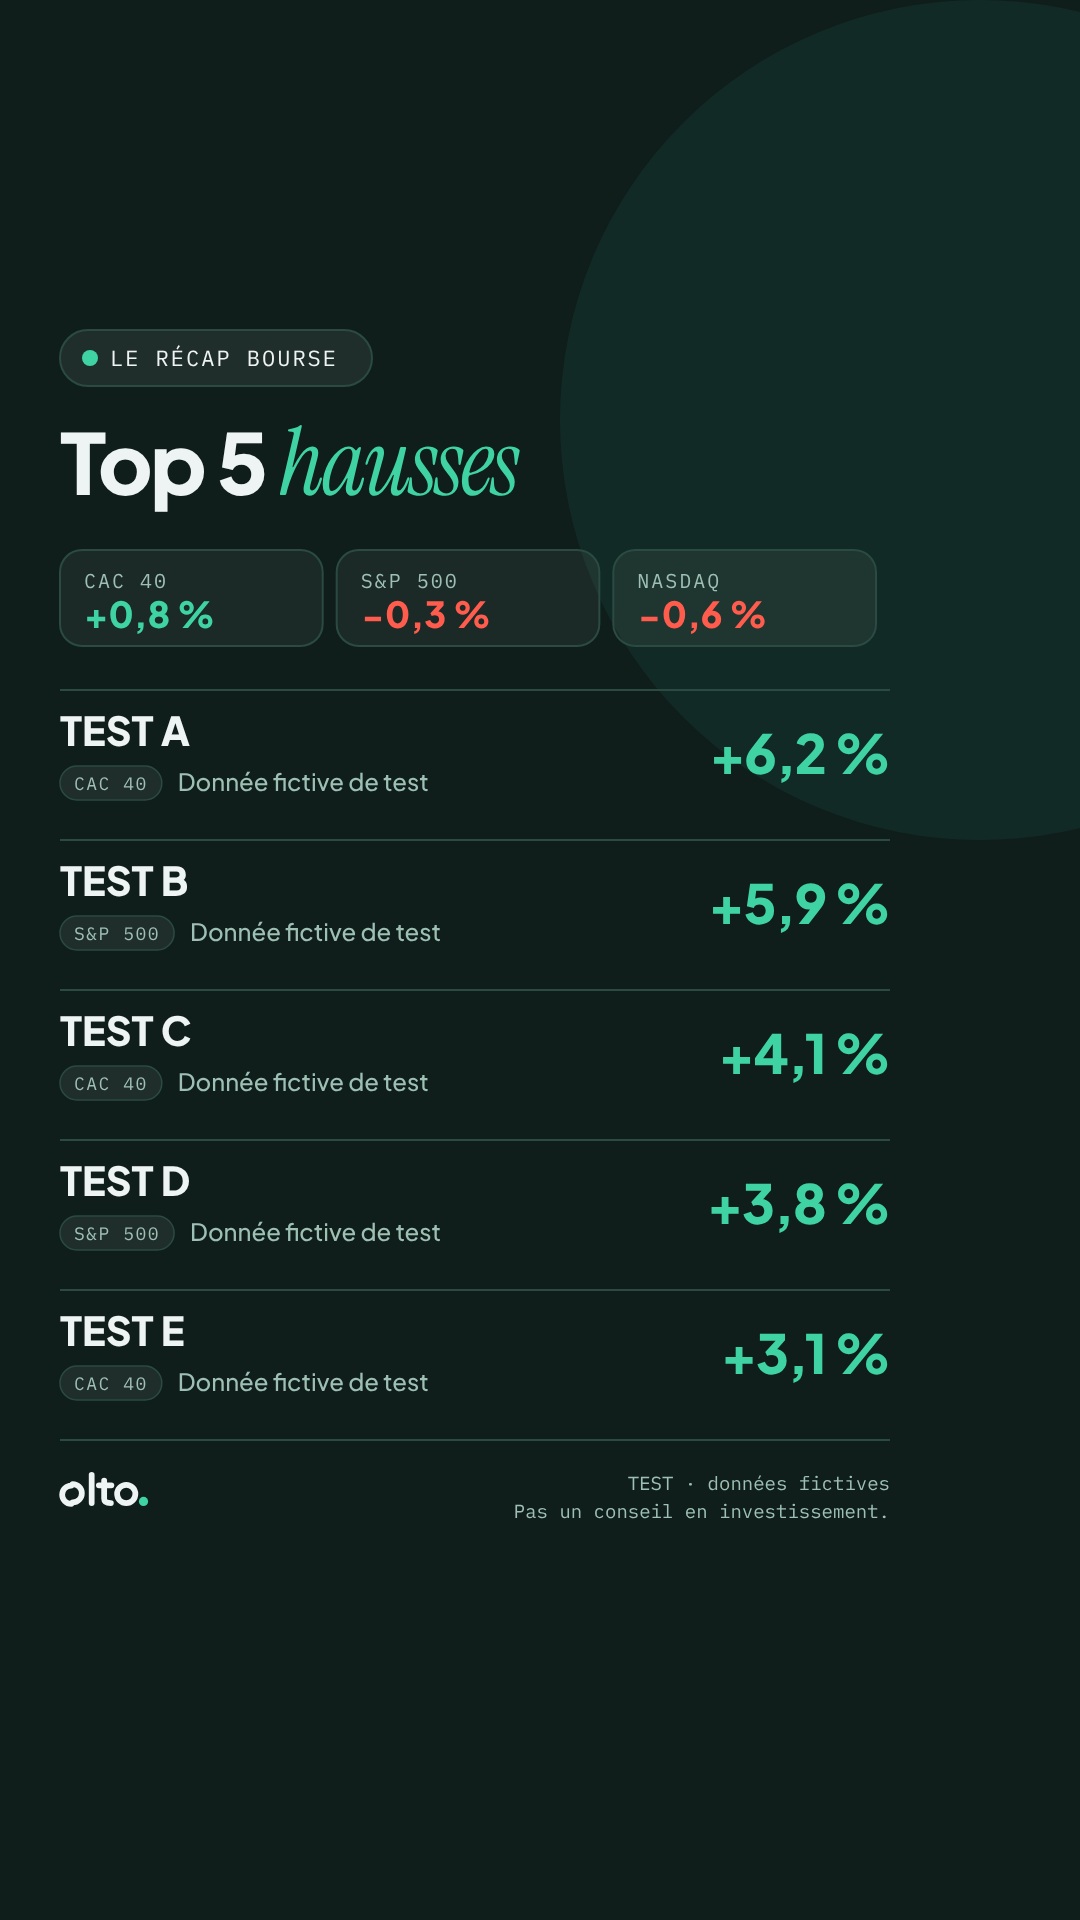 LE RÉCAP BOURSE
Top 5 hausses
CAC 40
+0,8 %
S&P 500
−0,3 %
NASDAQ
−0,6 %
TEST A
+6,2 %
CAC 40 Donnée fictive de test
TEST B
+5,9 %
S&P 500 Donnée fictive de test
TEST C
+4,1 %
CAC 40 Donnée fictive de test
TEST D
+3,8 %
S&P 500 Donnée fictive de test
TEST E
+3,1 %
CAC 40 Donnée fictive de test
olto.
TEST · données fictives
Pas un conseil en investissement.